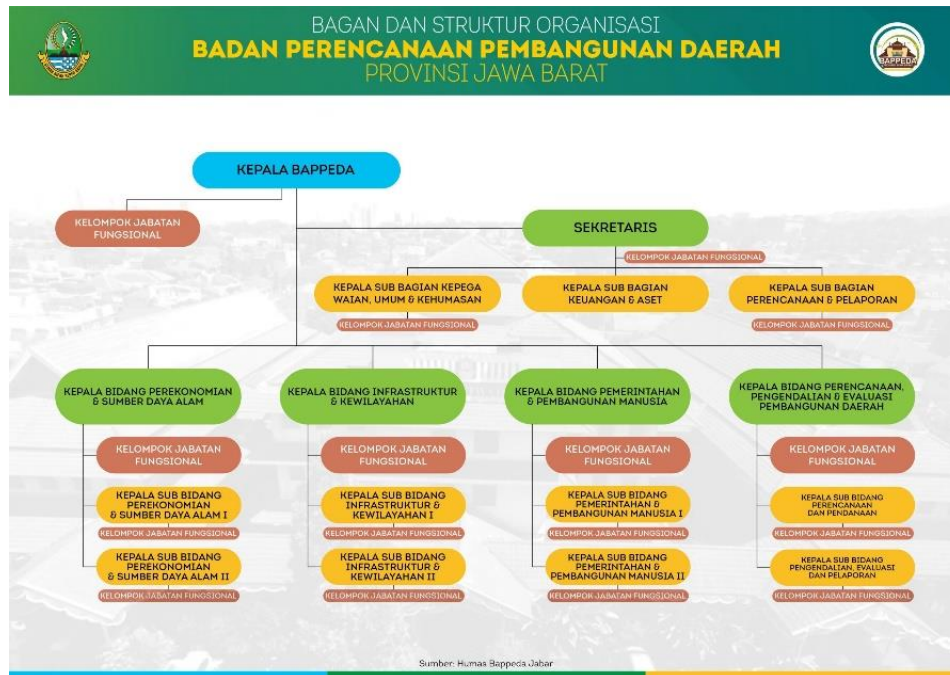 BAGAN DAN STRUKTUR ORGANISASI
BADAN PERENCANAAN PEMBANGUNAN DAERAH
PROVINSI JAWA BARAT
BAPPEDA
KEPALA BAPPEDA
KELOMPOK JABATAN
FUNGSIONAL
SEKRETARIS
KELOMPOK JABATAN FUNGSIONAL
KEPALA SUB BAGIAN KEPEGA
WAIAN, UMUM & KEHUMASAN
KELOMPOK JABATAN FUNGSIONAL
KEPALA SUB BAGIAN
KEUANGAN & ASET
KEPALA SUB BAGIAN
PERENCANAAN & PELAPORAN
KELOMPOK JABATAN FUNGSIONAL
KEPALA BIDANG PEREKONOMIAN
& SUMBER DAYA ALAM
KELOMPOK JABATAN
FUNGSIONAL
KEPALA SUB BIDANG
PEREKONOMIAN
& SUMBER DAYA ALAM I
KELOMPOK JABATAN FUNGSIONAL
KEPALA SUB BIDANG
PEREKONOMIAN
& SUMBER DAYA ALAM II
KELOMPOK JABATAN FUNGSIONAL
KEPALA BIDANG INFRASTRUKTUR
& KEWILAYAHAN
KELOMPOK JABATAN
FUNGSIONAL
KEPALA SUB BIDANG
INFRASTRUKTUR &
KEWILAYAHAN I
KELOMPOK JABATAN FUNGSIONAL
KEPALA SUB BIDANG
INFRASTRUKTUR &
KEWILAYAHAN II
KELOMPOK JABATAN FUNGSIONAL
KEPALA BIDANG PEMERINTAHAN
& PEMBANGUNAN MANUSIA
KELOMPOK JABATAN
FUNGSIONAL
KEPALA SUB BIDANG
PEMERINTAHAN &
PEMBANGUNAN MANUSIA I
KELOMPOK JABATAN FUNGSIONAL
KEPALA SUB BIDANG
PEMERINTAHAN &
PEMBANGUNAN MANUSIA II
KELOMPOK JABATAN FUNGSIONAL
KEPALA BIDANG PERENCANAAN,
PENGENDALIAN & EVALUASI
PEMBANGUNAN DAERAH
KELOMPOK JABATAN
FUNGSIONAL
KEPALA SUB BIDANG
PERENCANAAN
DAN PENDANAAN
KELOMPOK JABATAN FUNGSIONAL
KEPALA SUB BIDANG
PENGENDALIAN, EVALUASI
DAN PELAPORAN
KELOMPOK JABATAN FUNGSIONAL
Sumber: Humas Bappeda Jabar